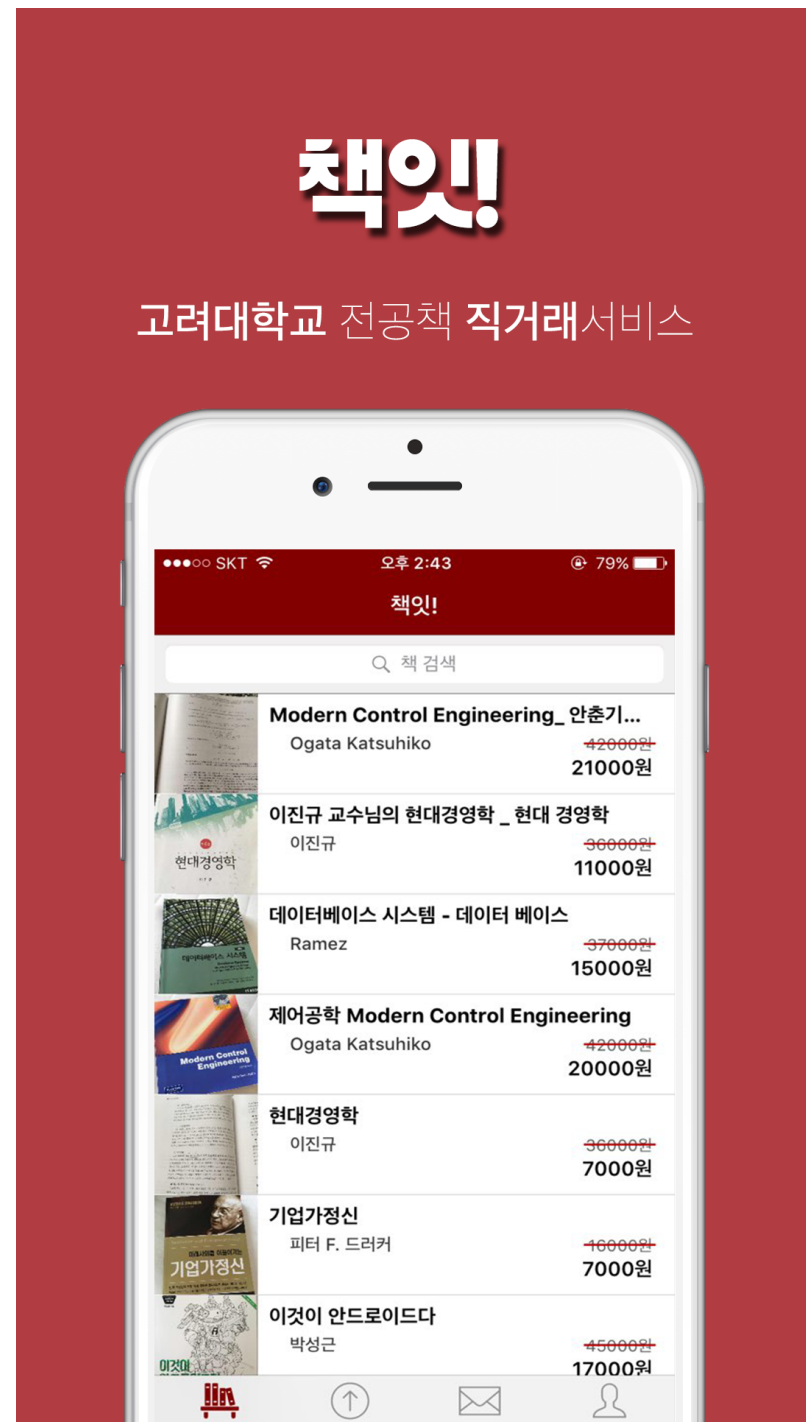 책잇!
고려대학교 전공책 직거래서비스
SKT 오후 2:43 79%
책잇!
책 검색
Modern Control Engineering_ 안춘기...
Ogata Katsuhiko
42000원
21000원
이진규 교수님의 현대경영학 _ 현대 경영학
이진규
36000원
11000원
현대경영학
데이터베이스 시스템 - 데이터 베이스
Ramez
37000원
15000원
데이터베이스 시스템
제어공학 Modern Control Engineering
Ogata Katsuhiko
42000원
20000원
Modern Control
Engineering
현대경영학
이진규
36000원
7000원
기업가정신
피터 F. 드러커
16000원
7000원
기업가정신
이것이 안드로이드다
박성근
45000원
17000원
이것이